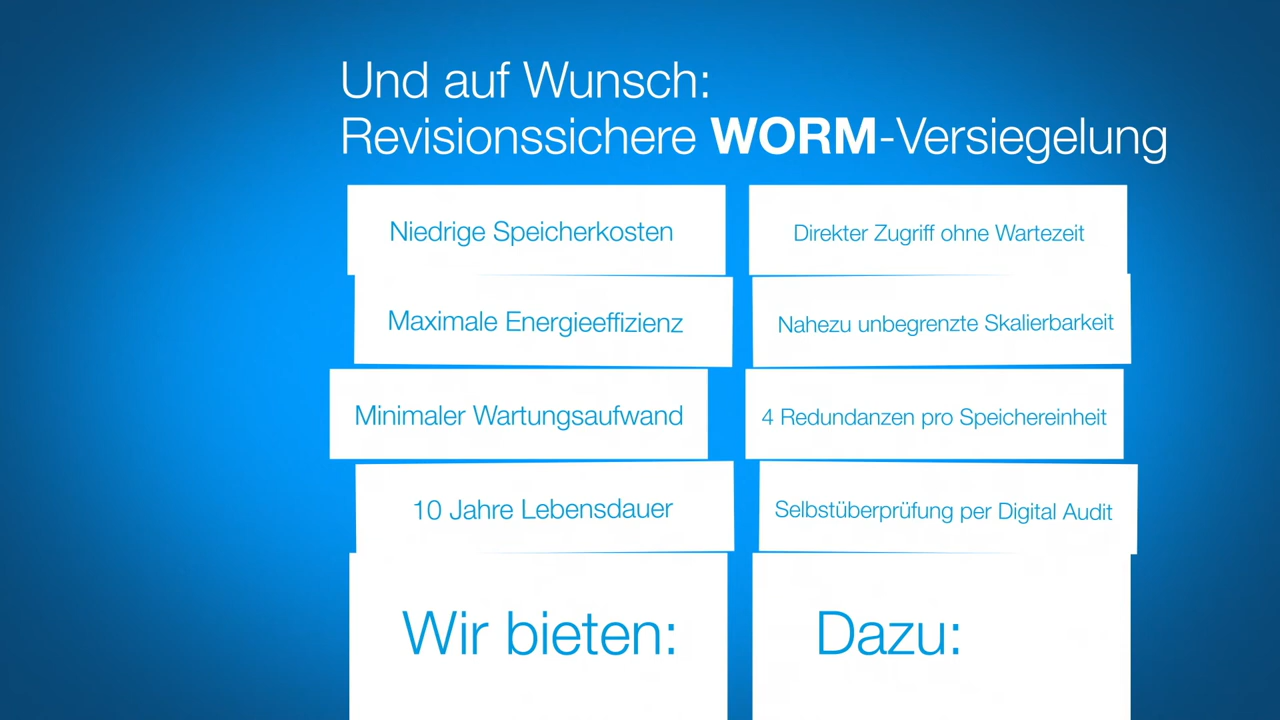 Und auf Wunsch:
Revisionssichere WORM-Versiegelung
Niedrige Speicherkosten
Maximale Energieeffizienz
Minimaler Wartungsaufwand
10 Jahre Lebensdauer
Wir bieten:
Direkter Zugriff ohne Wartezeit
Nahezu unbegrenzte Skalierbarkeit
4 Redundanzen pro Speichereinheit
Selbstüberprüfung per Digital Audit
Dazu: